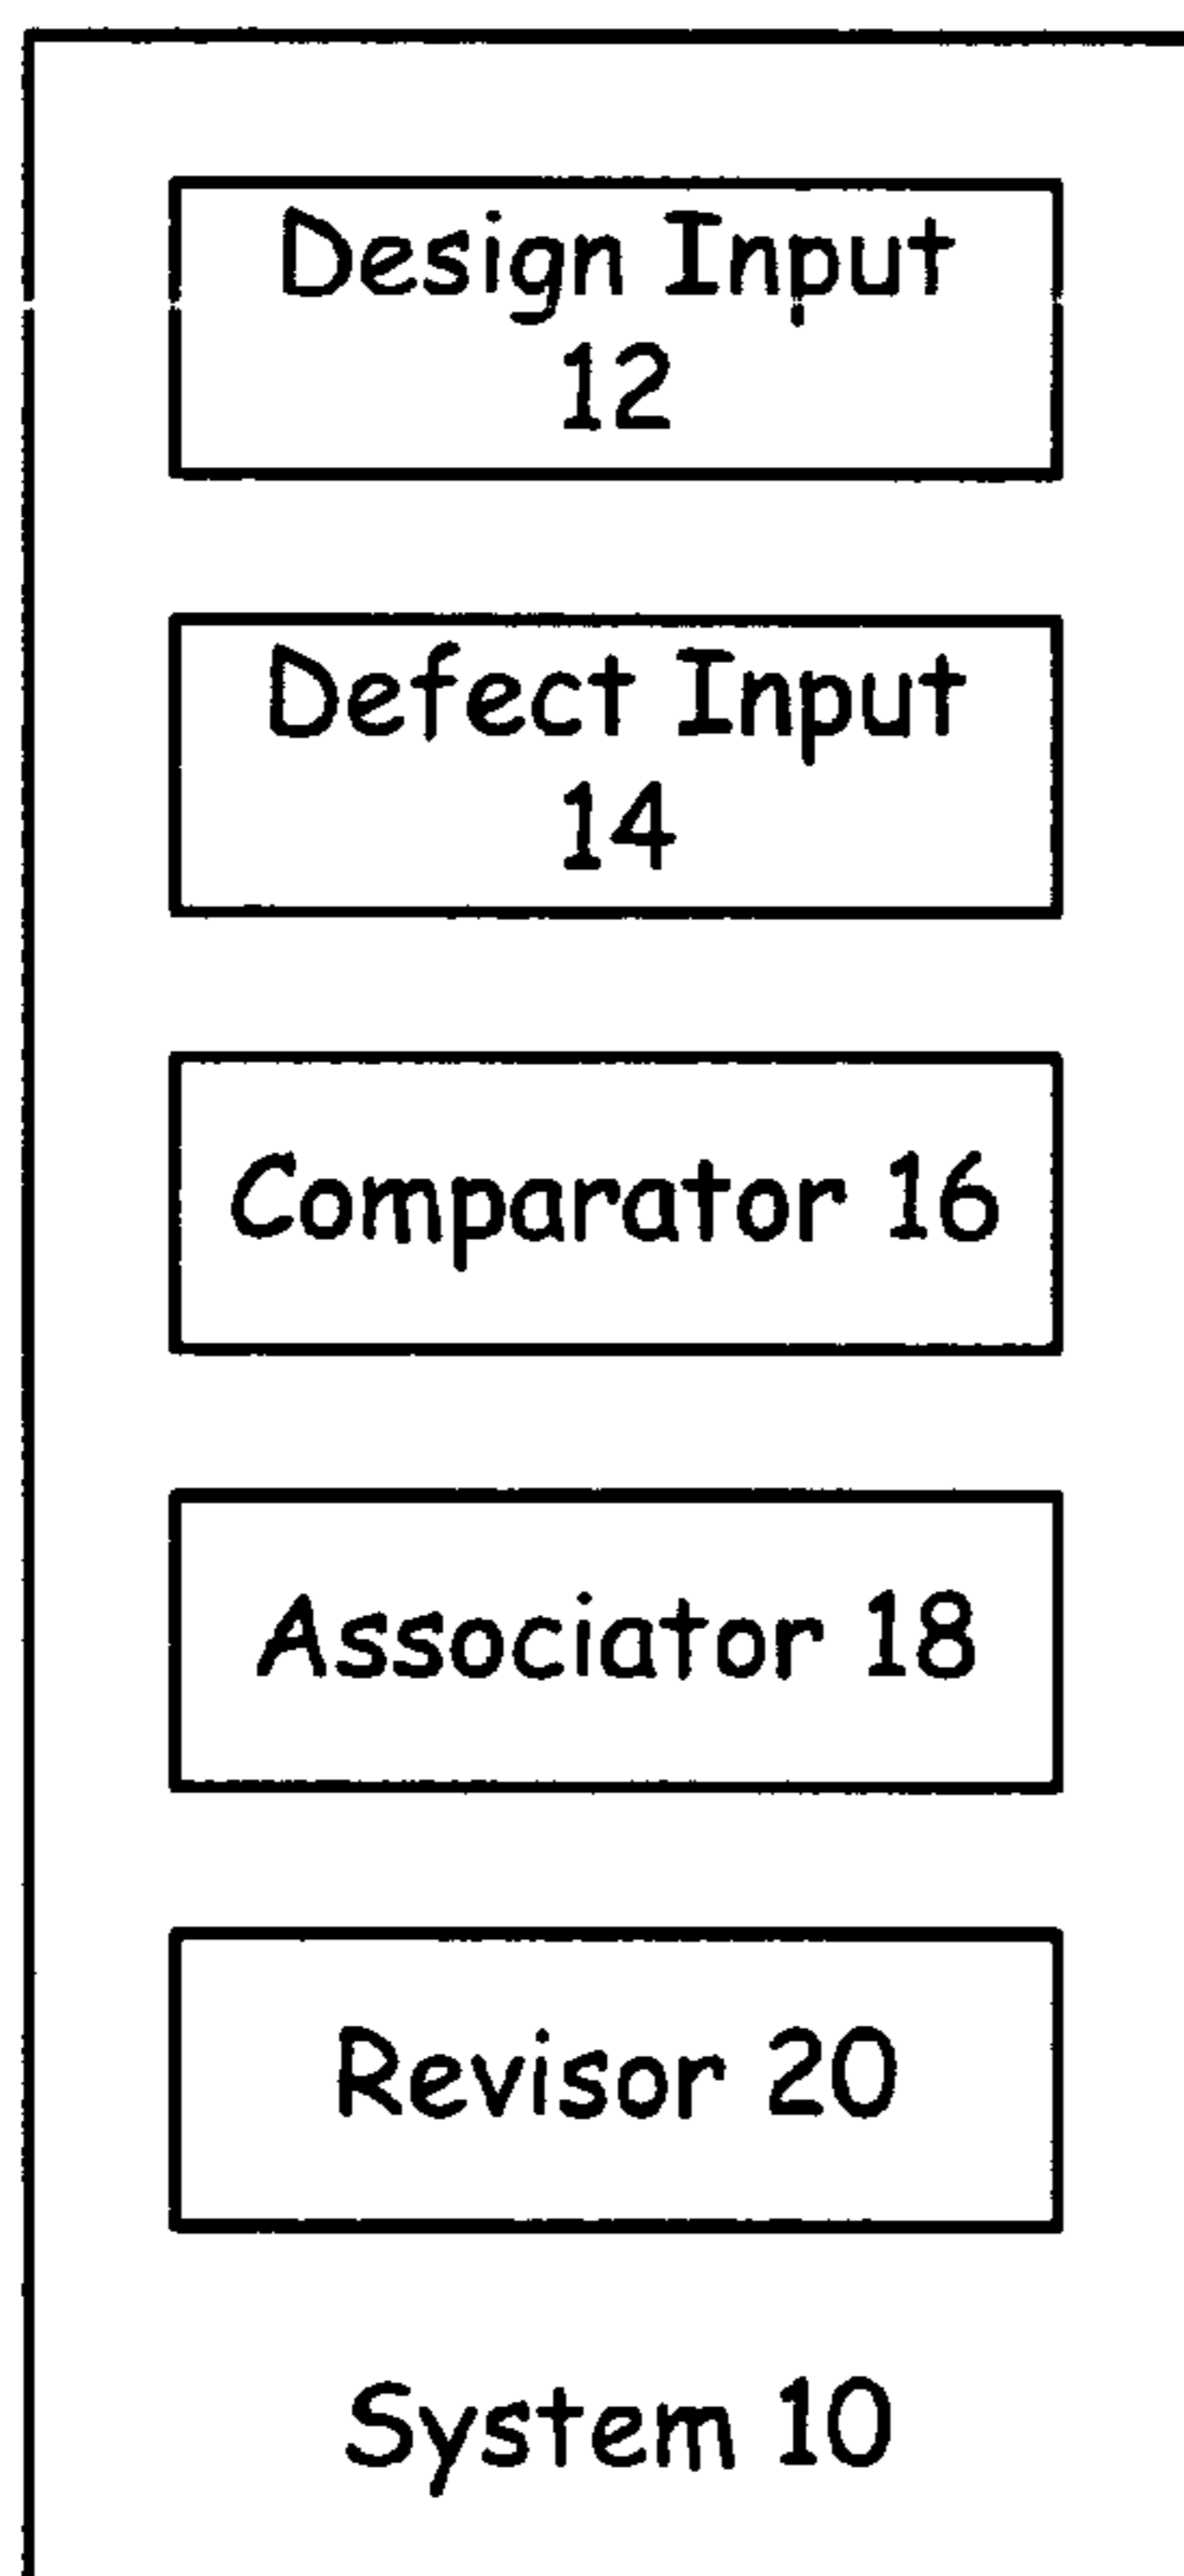 Design Input
12
Defect Input
14
Comparator 16
Associator 18
Revisor 20
System 10